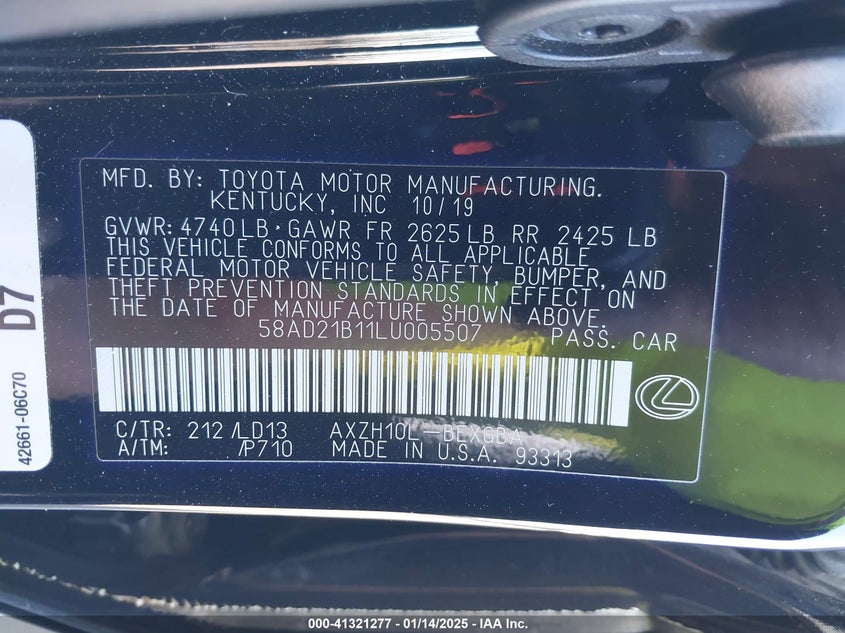 MFD. BY: TOYOTA MOTOR MANUFACTURING.
KENTUCKY, INC 10/19
GVWR: 4740LB · GAWR FR 2625LB RR 2425 LB
THIS VEHICLE CONFORMS TO ALL APPLICABLE
FEDERAL MOTOR VEHICLE SAFETY, BUMPER, AND
THEFT PREVENTION STANDARDS IN EFFECT ON
THE DATE OF MANUFACTURE SHOWN ABOVE.
58AD21B11LU005507 PASS. CAR
C/TR: 212 /LD13 AXZH10L-BEXGBA
A/TM: /P710 MADE IN U.S.A. 93313
D7
42661-06C70
000-41321277 - 01/14/2025 - IAA Inc.